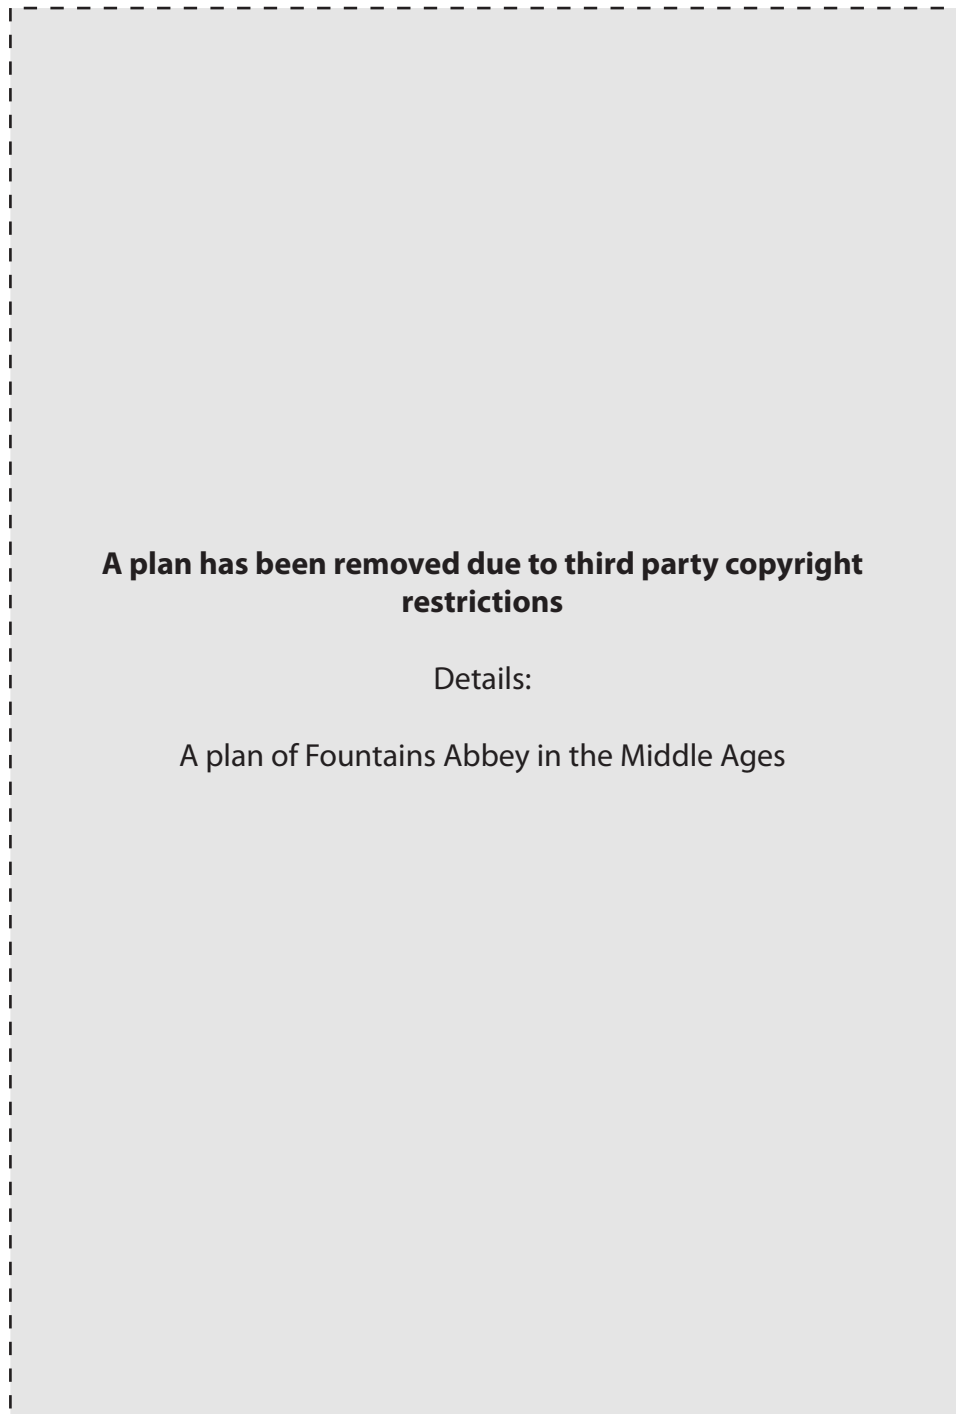 A plan has been removed due to third party copyright
restrictions
Details:
A plan of Fountains Abbey in the Middle Ages